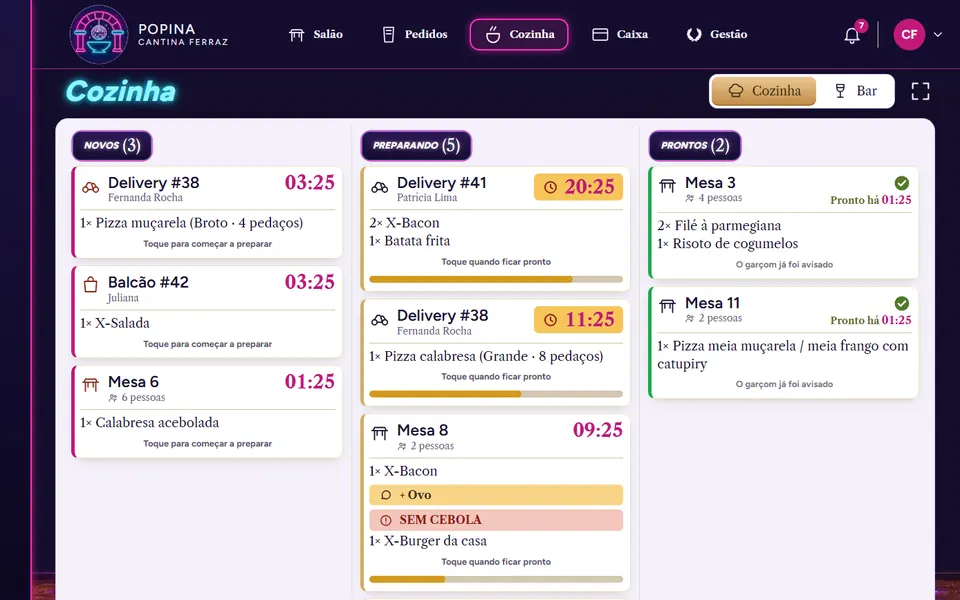 POPINA
CANTINA FERRAZ
Salão
Pedidos
Cozinha
Caixa
Gestão
7
CF
Cozinha
Cozinha
Bar
NOVOS (3)
Delivery #38
03:25
Fernanda Rocha
1× Pizza muçarela (Broto · 4 pedaços)
Toque para começar a preparar
Balcão #42
03:25
Juliana
1× X-Salada
Toque para começar a preparar
Mesa 6
01:25
6 pessoas
1× Calabresa acebolada
Toque para começar a preparar
PREPARANDO (5)
Delivery #41
20:25
Patrícia Lima
2× X-Bacon
1× Batata frita
Toque quando ficar pronto
Delivery #38
11:25
Fernanda Rocha
1× Pizza calabresa (Grande · 8 pedaços)
Toque quando ficar pronto
Mesa 8
09:25
2 pessoas
1× X-Bacon
+ Ovo
SEM CEBOLA
1× X-Burger da casa
Toque quando ficar pronto
PRONTOS (2)
Mesa 3
4 pessoas
Pronto há 01:25
2× Filé à parmegiana
1× Risoto de cogumelos
O garçom já foi avisado
Mesa 11
2 pessoas
Pronto há 01:25
1× Pizza meia muçarela / meia frango com
catupiry
O garçom já foi avisado